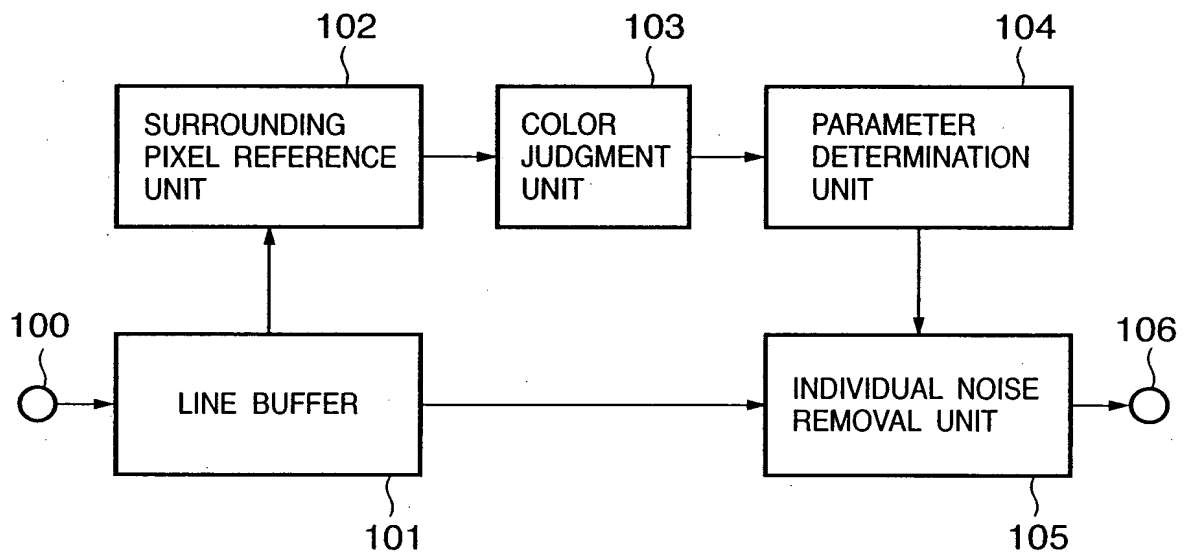 102
103
104
SURROUNDING
PIXEL REFERENCE
UNIT
COLOR
JUDGMENT
UNIT
PARAMETER
DETERMINATION
UNIT
100
106
LINE BUFFER
INDIVIDUAL NOISE
REMOVAL UNIT
101
105